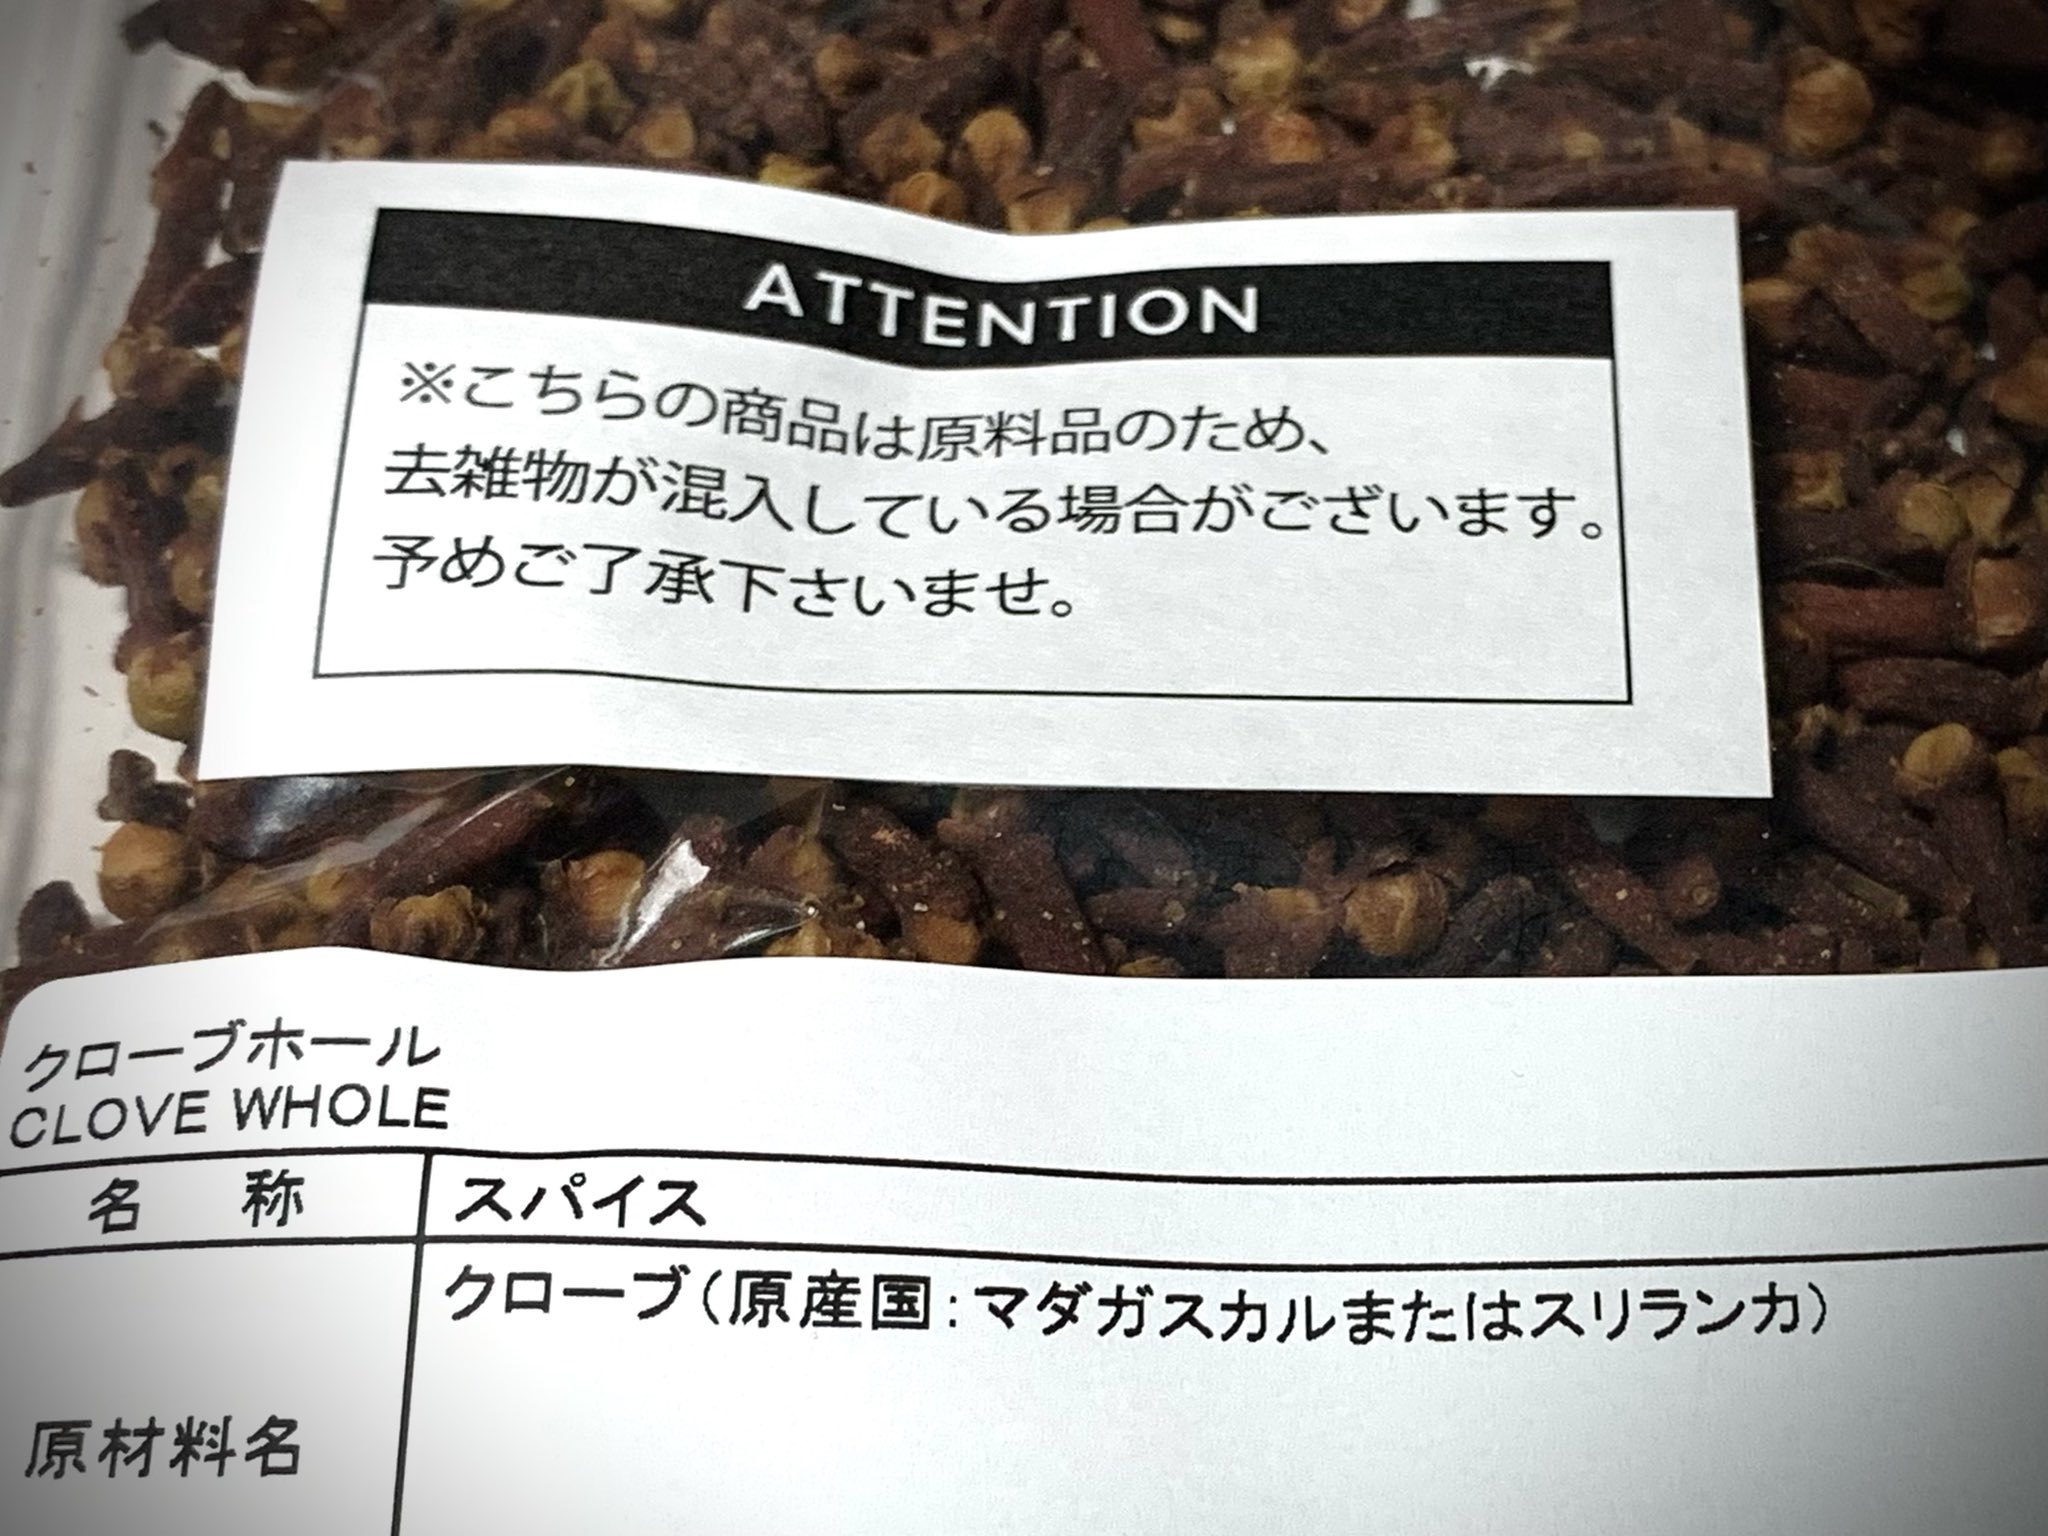 ATTENTION
※こちらの商品は原料品のため、
去雑物が混入している場合がございます。
予めご了承下さいませ。
クローブホール
CLOVE WHOLE
名 称 スパイス
クローブ(原産国:マダガスカルまたはスリランカ)
原材料名